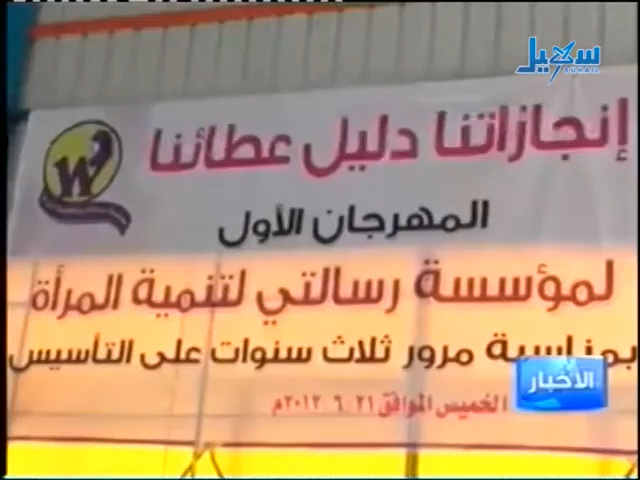 سهيل
SUHAIL
إنجازاتنا دليل عطائنا
W
المهرجان الأول
لمؤسسة رسالتي لتنمية المرأة
بمناسبة مرور ثلاث سنوات على التأسيس
الأخبار
الخميس الموافق ٢١ ٦ ٢٠١٢م